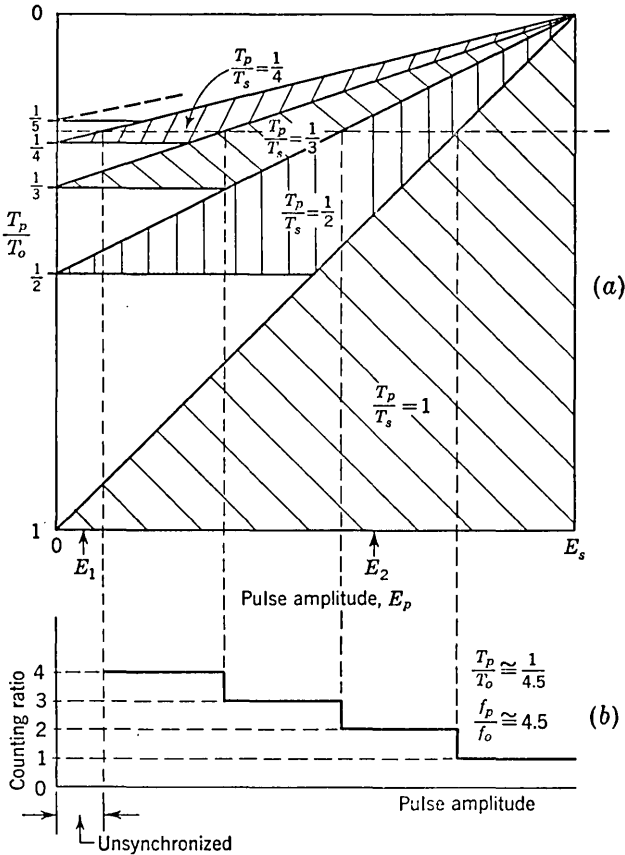 0
T_p/T_s = 1/4
1/5
1/4
T_p/T_s = 1/3
1/3
T_p/T_o
T_p/T_s = 1/2
1/2
(a)
T_p/T_s = 1
1
0
E_1
E_2
E_s
Pulse amplitude, E_p
Counting ratio
4
3
2
1
0
T_p/T_o ≅ 1/4.5
f_p/f_o ≅ 4.5
(b)
Pulse amplitude
Unsynchronized